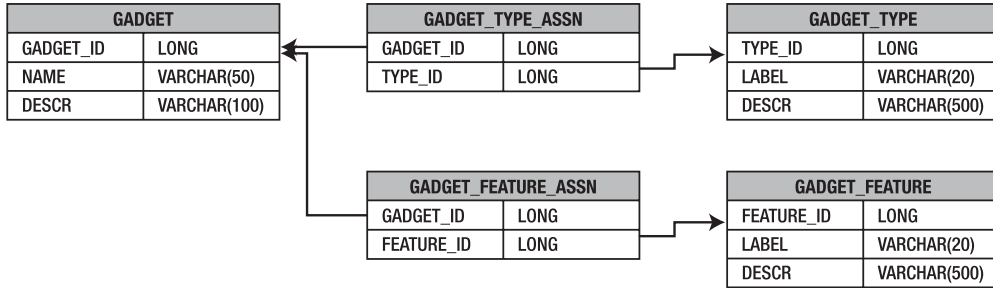 GADGET
GADGET_ID LONG
NAME VARCHAR(50)
DESCR VARCHAR(100)
GADGET_TYPE_ASSN
GADGET_ID LONG
TYPE_ID LONG
GADGET_TYPE
TYPE_ID LONG
LABEL VARCHAR(20)
DESCR VARCHAR(500)
GADGET_FEATURE_ASSN
GADGET_ID LONG
FEATURE_ID LONG
GADGET_FEATURE
FEATURE_ID LONG
LABEL VARCHAR(20)
DESCR VARCHAR(500)